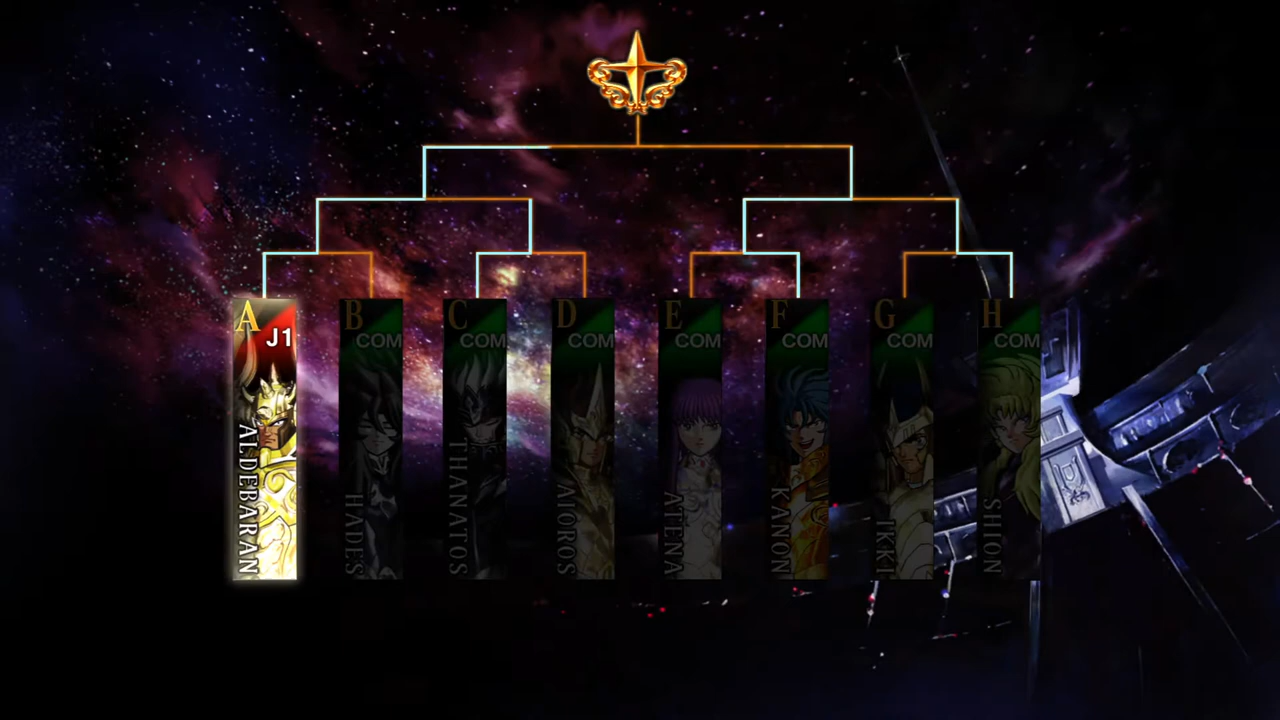 A
J1
ALDEBARAN
B
COM
HADES
C
COM
THANATOS
D
COM
AIOROS
E
COM
ATENA
F
COM
KANON
G
COM
IKKI
H
COM
SHION